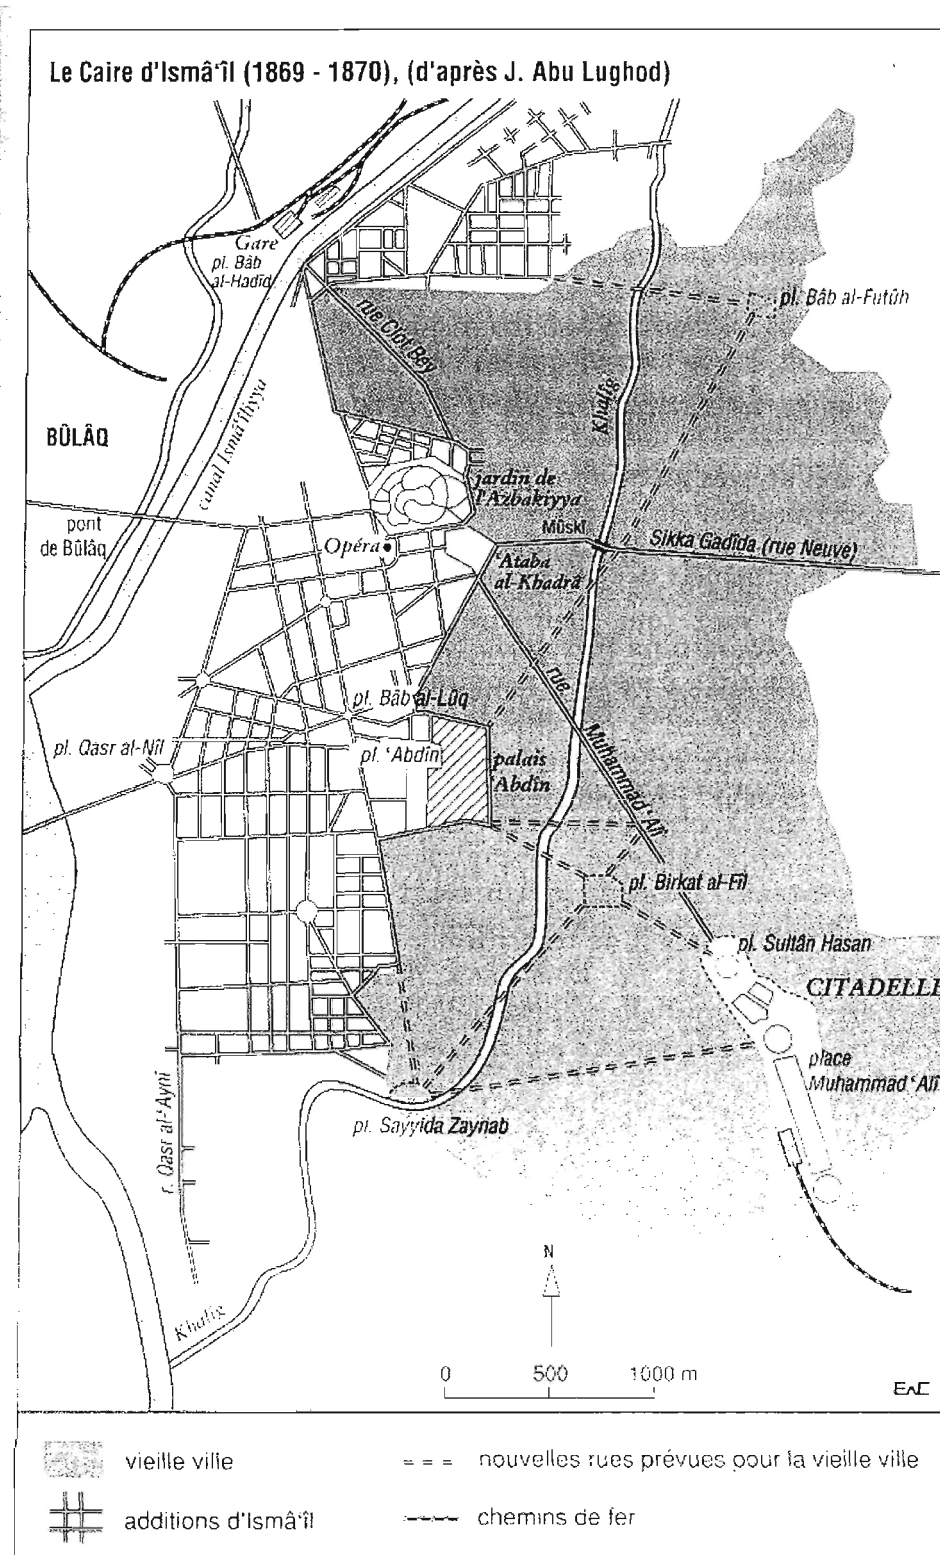 Le Caire d'Ismâ‘îl (1869 - 1870), (d'après J. Abu Lughod)
Gare
pl. Bâb
al-Hadîd
pl. Bâb al-Futûh
rue Clot Bey
Khalîg
canal Ismâ‘îliyya
BÛLÂQ
jardin de
l'Azbakiyya
pont
de Bûlâq
Mûskî
Opéra
Sikka Gadîda (rue Neuve)
‘Ataba
al-Khadrâ
rue Muhammad ‘Alî
pl. Bâb al-Lûq
pl. Qasr al-Nîl
pl. ‘Abdîn
palais
‘Abdîn
pl. Birkat al-Fîl
pl. Sultân Hasan
CITADELLE
place
Muhammad ‘Alî
pl. Sayyida Zaynab
r. Qasr al-‘Aynî
Khalîg
N
0 500 1000 m
EAC
vieille ville
nouvelles rues prévues pour la vieille ville
additions d'Ismâ‘îl
chemins de fer